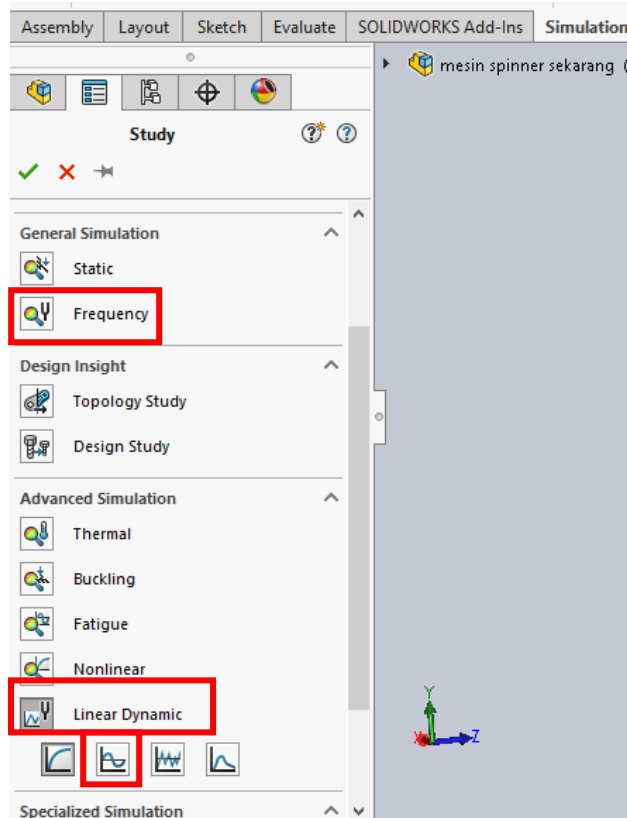 Assembly Layout Sketch Evaluate SOLIDWORKS Add-Ins Simulation
mesin spinner sekarang (
Study
General Simulation
Static
Frequency
Design Insight
Topology Study
Design Study
Advanced Simulation
Thermal
Buckling
Fatigue
Nonlinear
Linear Dynamic
Specialized Simulation
Y
X
Z